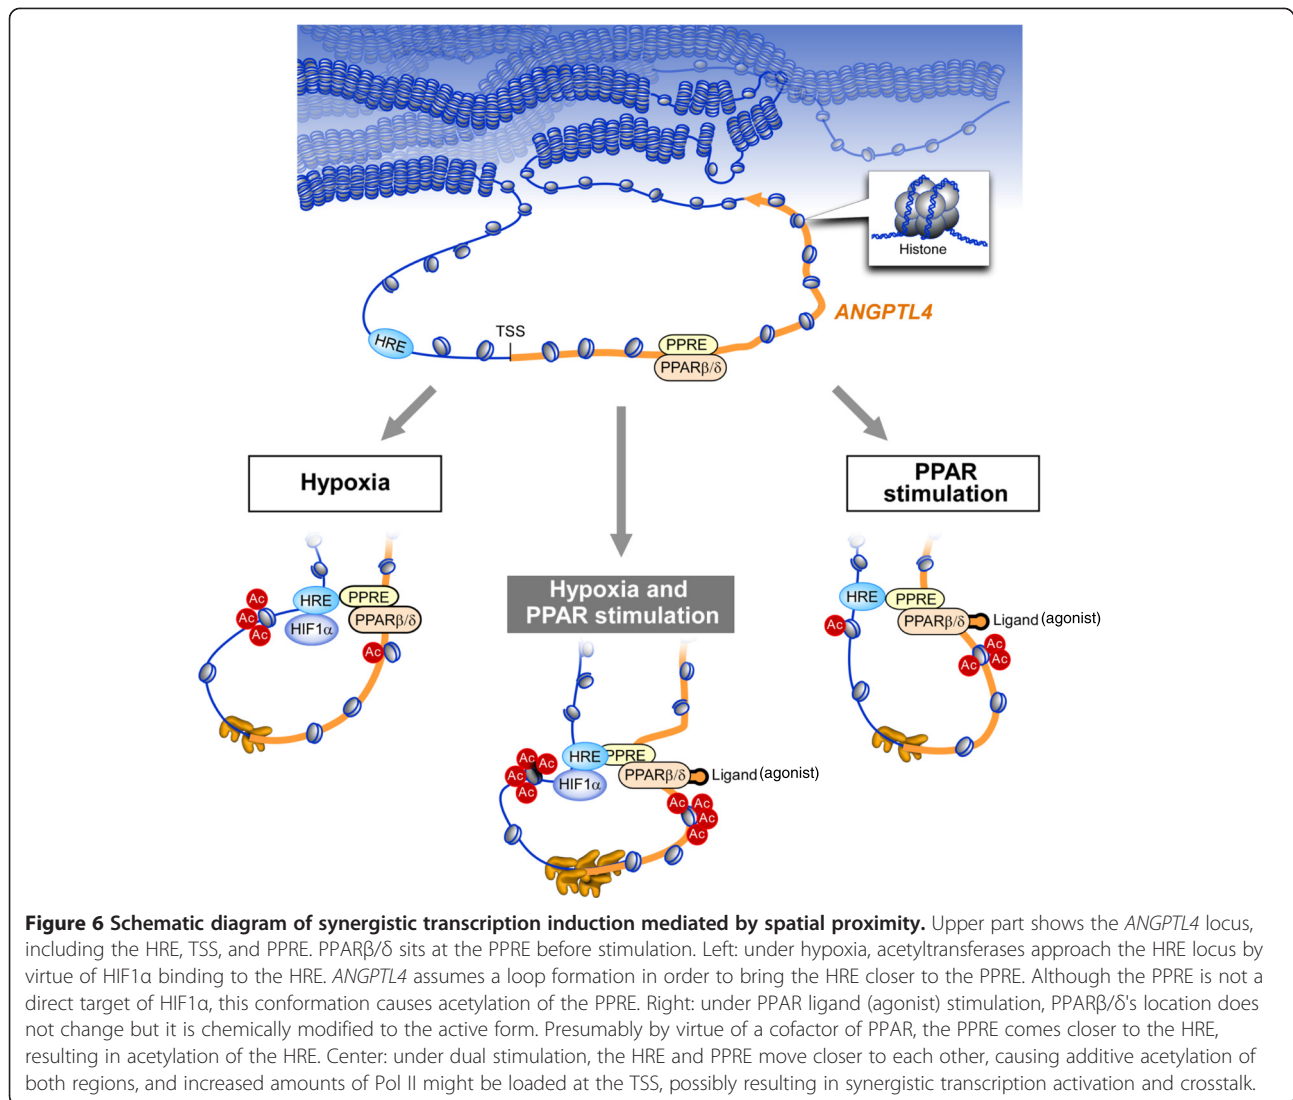 Histone
ANGPTL4
TSS
HRE
PPRE
PPARβ/δ
Hypoxia
PPAR
stimulation
Hypoxia and
PPAR stimulation
Ac
Ac
Ac
HRE
PPRE
HIF1α
PPARβ/δ
Ac
HRE
PPRE
PPARβ/δ
Ligand (agonist)
Ac
Ac
Ac
Ac
HRE
PPRE
PPARβ/δ
Ligand (agonist)
HIF1α
Ac
Ac
Ac
Ac
Ac
Ac
Ac
Ac
Figure 6 Schematic diagram of synergistic transcription induction mediated by spatial proximity. Upper part shows the ANGPTL4 locus,
including the HRE, TSS, and PPRE. PPARβ/δ sits at the PPRE before stimulation. Left: under hypoxia, acetyltransferases approach the HRE locus by
virtue of HIF1α binding to the HRE. ANGPTL4 assumes a loop formation in order to bring the HRE closer to the PPRE. Although the PPRE is not a
direct target of HIF1α, this conformation causes acetylation of the PPRE. Right: under PPAR ligand (agonist) stimulation, PPARβ/δ's location does
not change but it is chemically modified to the active form. Presumably by virtue of a cofactor of PPAR, the PPRE comes closer to the HRE,
resulting in acetylation of the HRE. Center: under dual stimulation, the HRE and PPRE move closer to each other, causing additive acetylation of
both regions, and increased amounts of Pol II might be loaded at the TSS, possibly resulting in synergistic transcription activation and crosstalk.